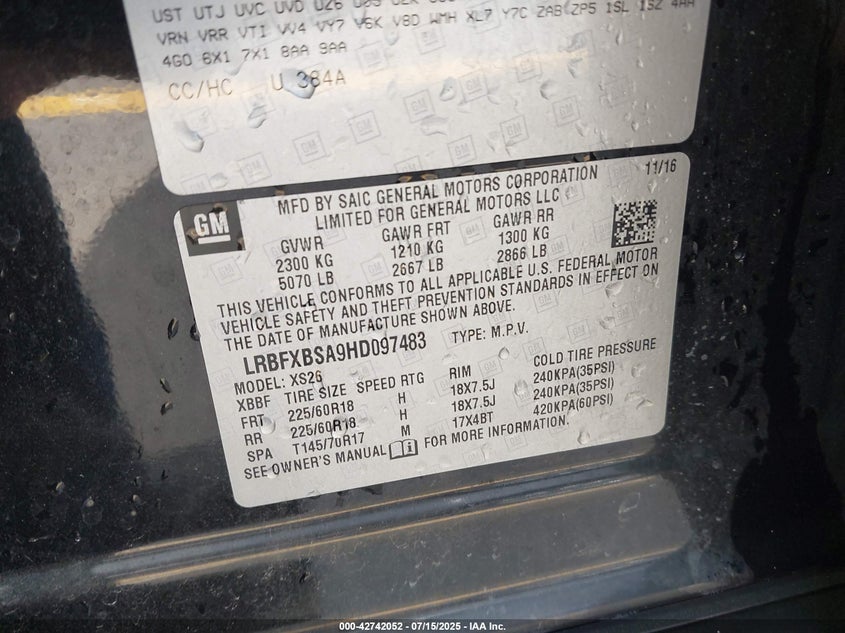 UST UTJ UVC UVD UZ6
VRN VRR VTI VV4 VY7 V6K V8D WMH XL7 Y7C ZAB ZP5 1SL 1SZ 4AA
4G0 6X1 7X1 8AA 9AA
CC/HC U 384A
11/16
GM
MFD BY SAIC GENERAL MOTORS CORPORATION
LIMITED FOR GENERAL MOTORS LLC
GVWR GAWR FRT GAWR RR
2300 KG 1210 KG 1300 KG
5070 LB 2667 LB 2866 LB
THIS VEHICLE CONFORMS TO ALL APPLICABLE U.S. FEDERAL MOTOR
VEHICLE SAFETY AND THEFT PREVENTION STANDARDS IN EFFECT ON
THE DATE OF MANUFACTURE SHOWN ABOVE.
LRBFXBSA9HD097483 TYPE: M.P.V.
MODEL: XS26
XBBF TIRE SIZE SPEED RTG RIM COLD TIRE PRESSURE
FRT 225/60R18 H 18X7.5J 240KPA(35PSI)
RR 225/60R18 H 18X7.5J 240KPA(35PSI)
SPA T145/70R17 M 17X4BT 420KPA(60PSI)
SEE OWNER'S MANUAL FOR MORE INFORMATION.
000-42742052 - 07/15/2025 - IAA Inc.